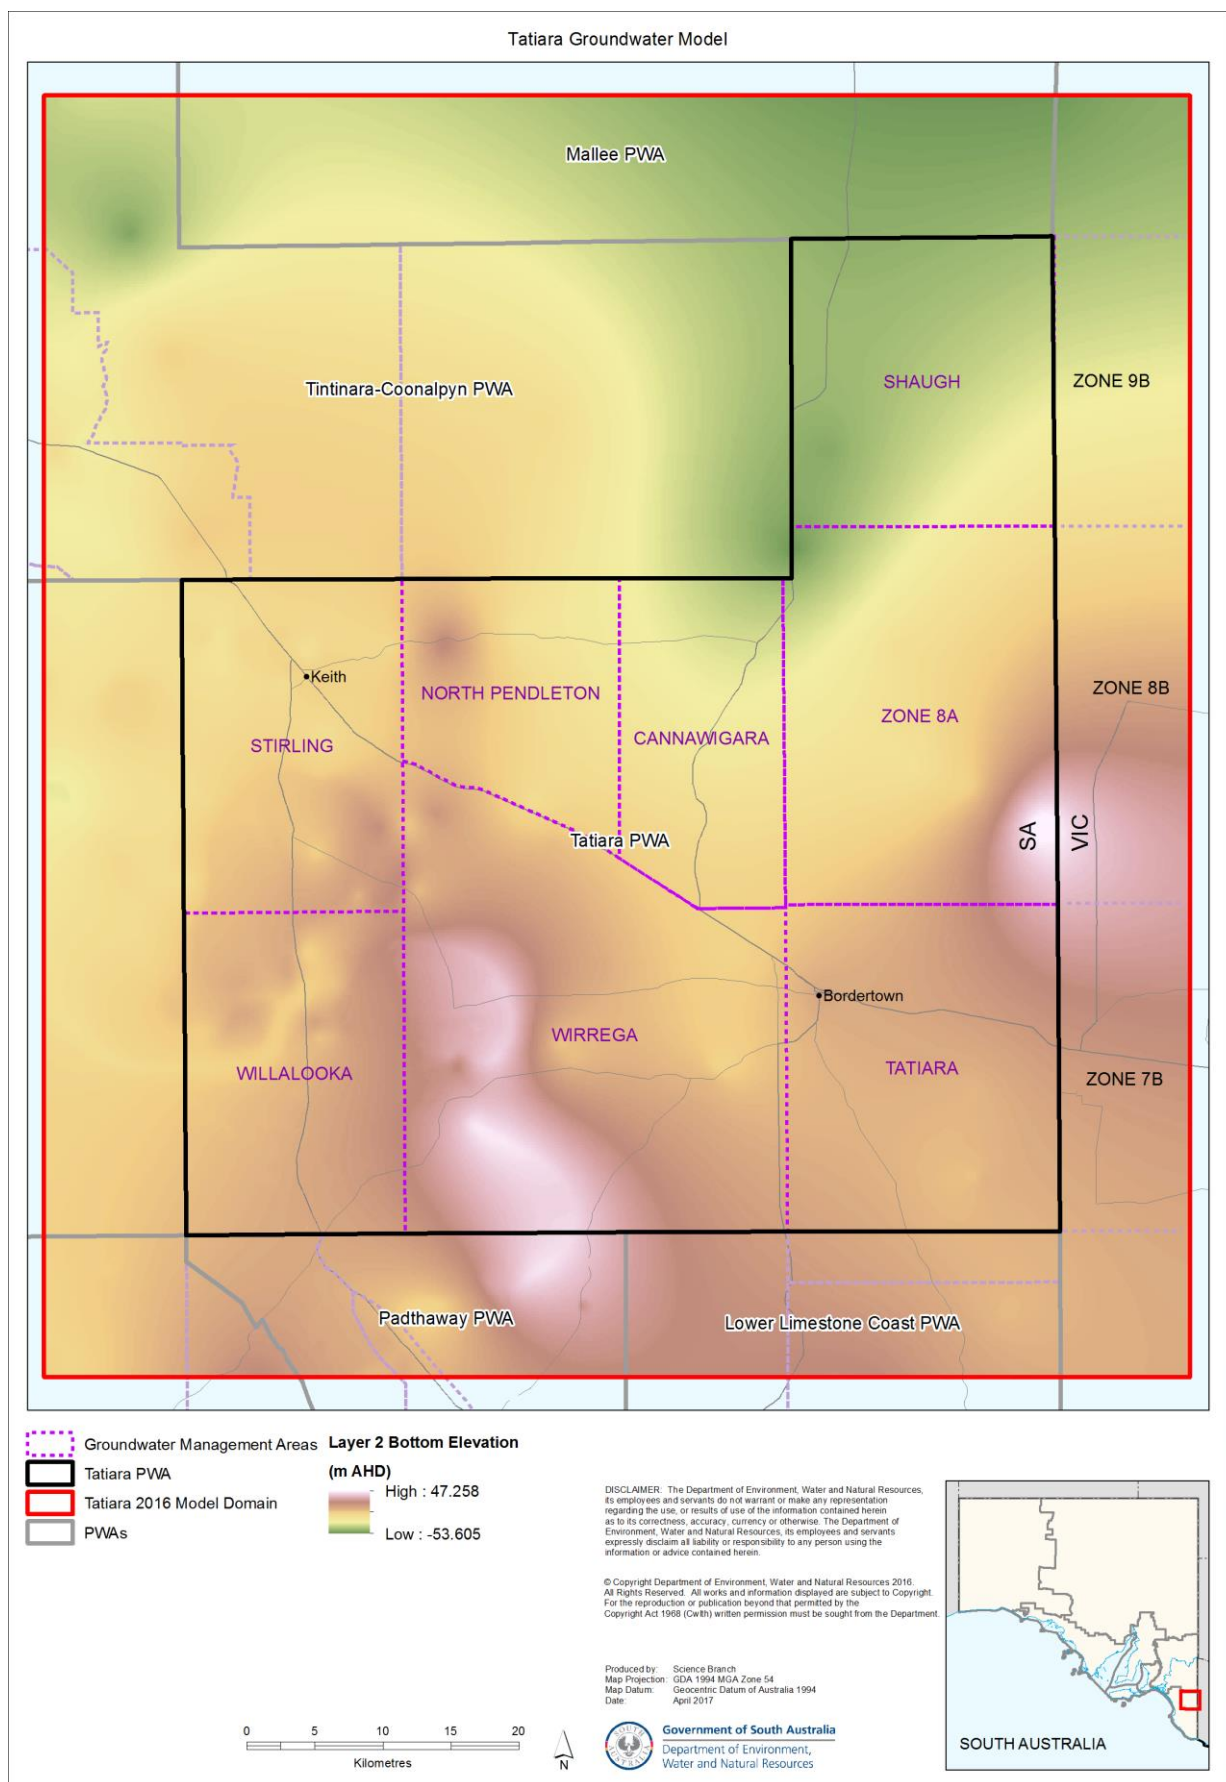 Tatiara Groundwater Model
Mallee PWA
SHAUGH
ZONE 9B
Tintinara-Coonalpyn PWA
Keith
NORTH PENDLETON
ZONE 8B
STIRLING
CANNAWIGARA
ZONE 8A
Tatiara PWA
SA
VIC
Bordertown
WIRREGA
WILLALOOKA
TATIARA
ZONE 7B
Padthaway PWA
Lower Limestone Coast PWA
Groundwater Management Areas
Tatiara PWA
Tatiara 2016 Model Domain
PWAs
Layer 2 Bottom Elevation
(m AHD)
High : 47.258
Low : -53.605
DISCLAIMER: The Department of Environment, Water and Natural Resources,
its employees and servants do not warrant or make any representation
regarding the use, or results of use of the information contained herein
as to its correctness, accuracy, currency or otherwise. The Department of
Environment, Water and Natural Resources, its employees and servants
expressly disclaim all liability or responsibility to any person using the
information or advice contained herein.
© Copyright Department of Environment, Water and Natural Resources 2016.
All Rights Reserved. All works and information displayed are subject to Copyright.
For the reproduction or publication beyond that permitted by the
Copyright Act 1968 (Cwlth) written permission must be sought from the Department.
Produced by: Science Branch
Map Projection: GDA 1994 MGA Zone 54
Map Datum: Geocentric Datum of Australia 1994
Date: April 2017
0 5 10 15 20
Kilometres
N
SOUTH AUSTRALIA
Government of South Australia
Department of Environment,
Water and Natural Resources
SOUTH AUSTRALIA